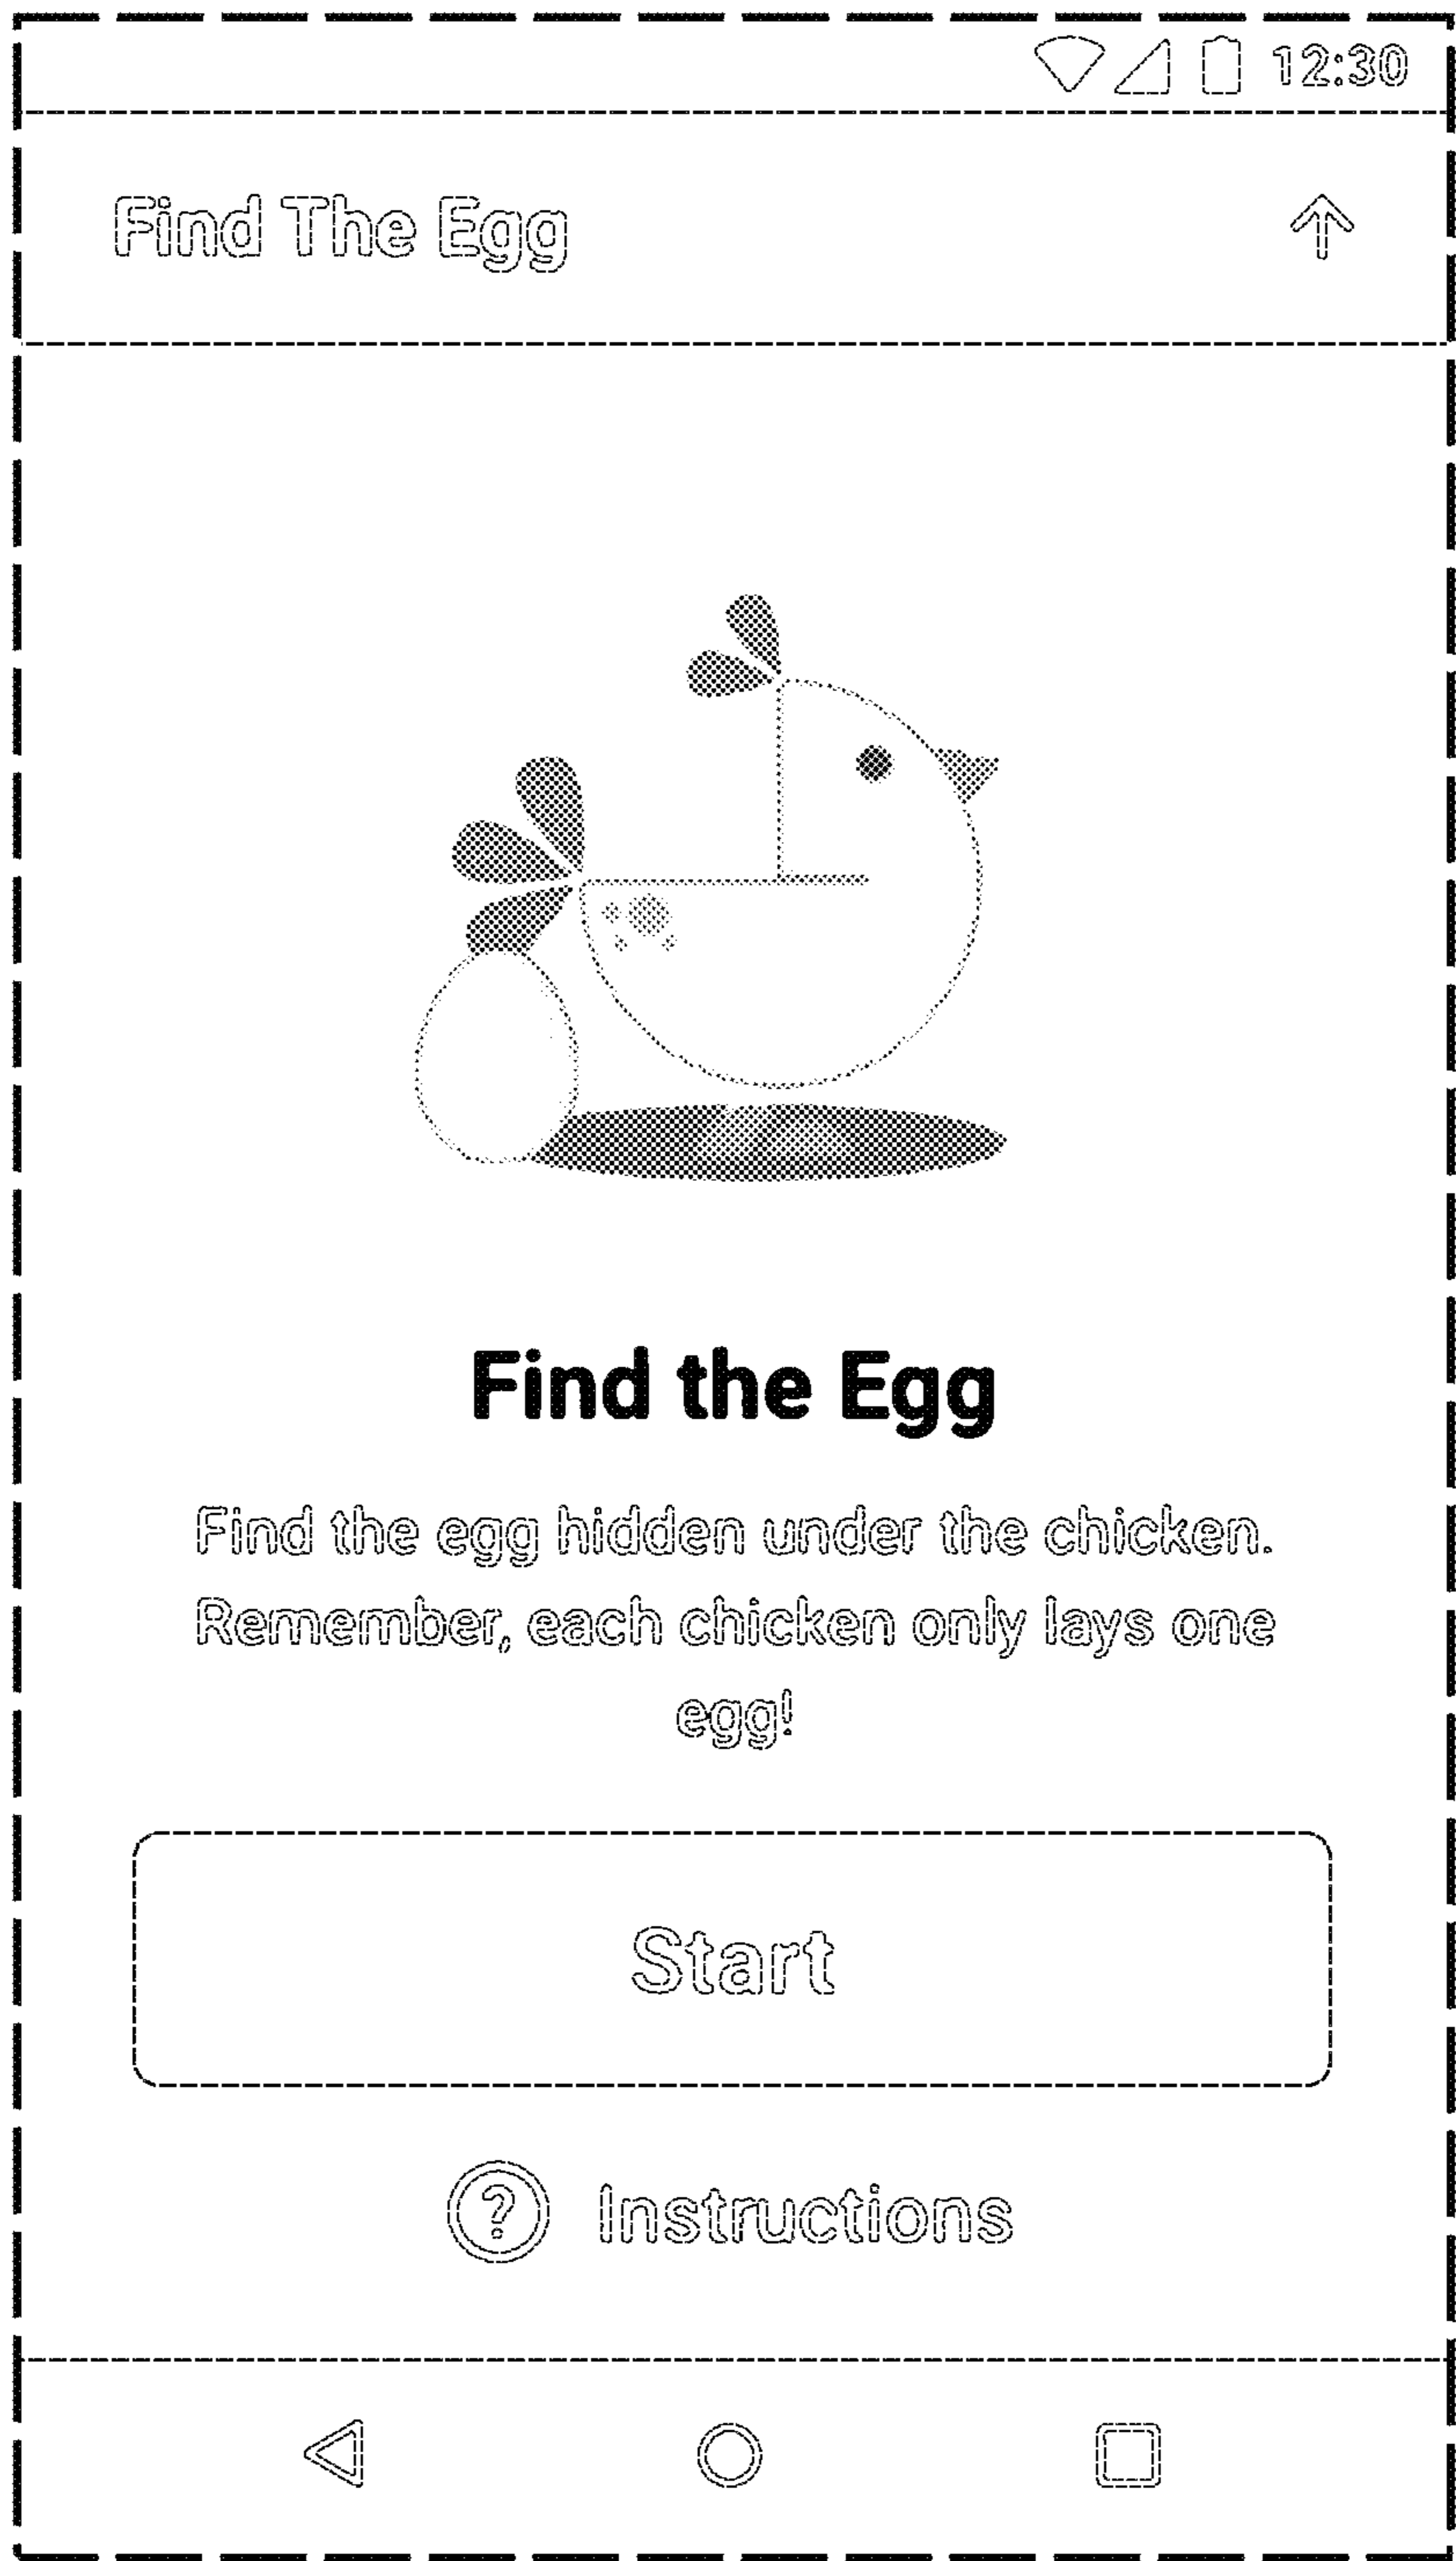 12:30
Find The Egg
Find the Egg
Find the egg hidden under the chicken.
Remember, each chicken only lays one
egg!
Start
? Instructions